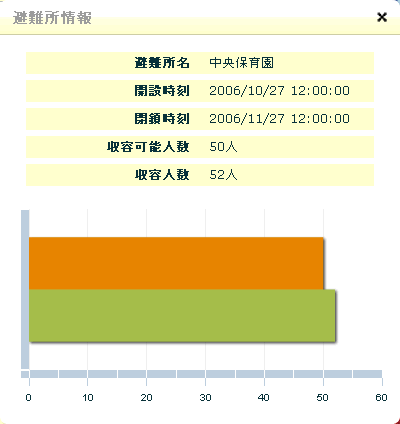 避難所情報
避難所名 中央保育園
開設時刻 2006/10/27 12:00:00
閉鎖時刻 2006/11/27 12:00:00
収容可能人数 50人
収容人数 52人
0 10 20 30 40 50 60